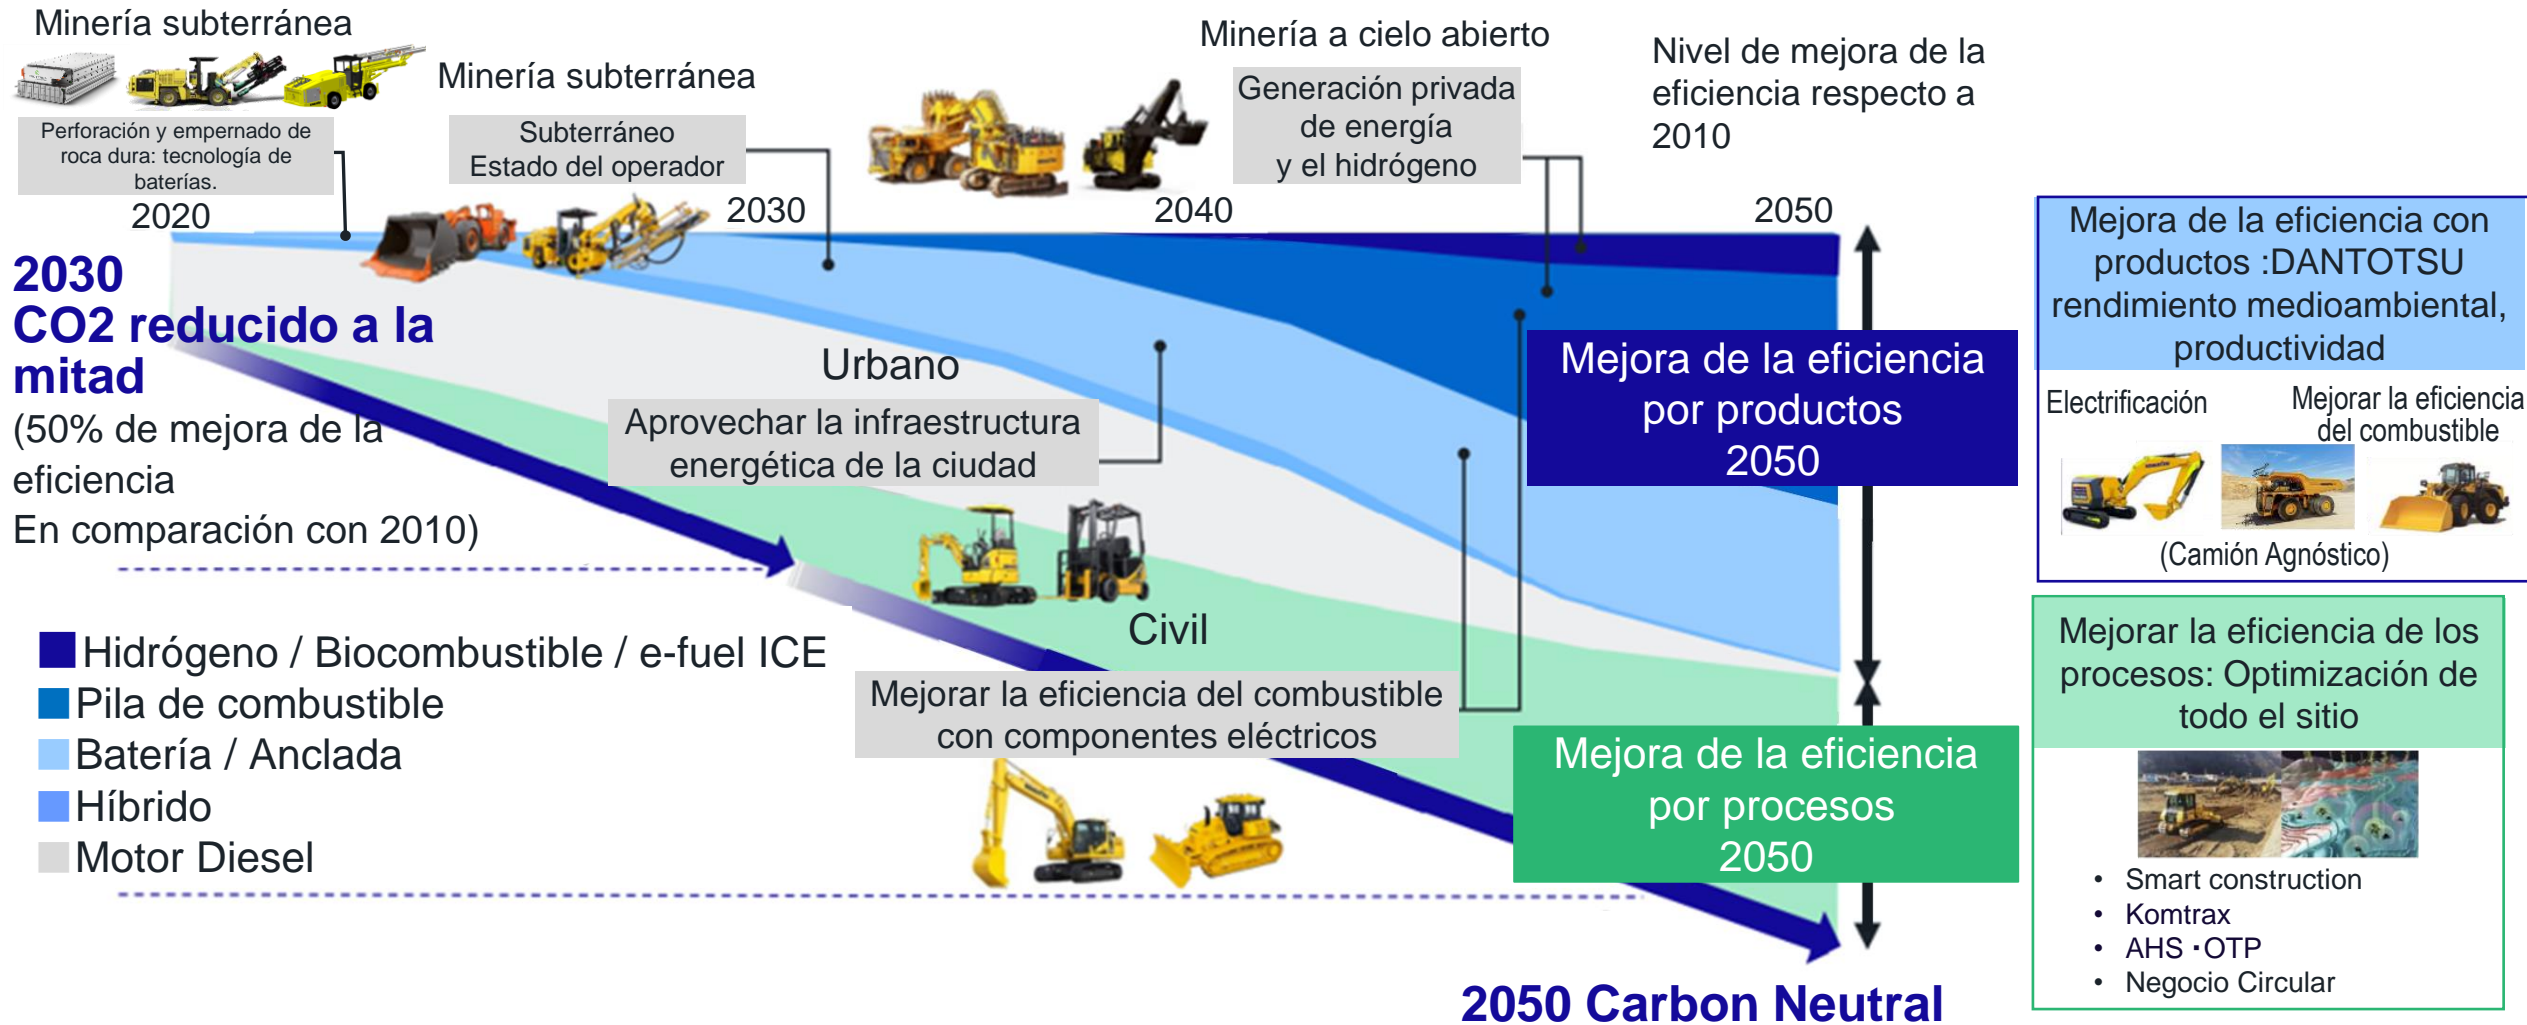 Minería subterránea
Perforación y empernado de
roca dura: tecnología de
baterías.
Minería subterránea
Subterráneo
Estado del operador
Minería a cielo abierto
Generación privada
de energía
y el hidrógeno
Nivel de mejora de la
eficiencia respecto a
2010
2020
2030
2040
2050
2030
CO2 reducido a la
mitad
(50% de mejora de la
eficiencia
En comparación con 2010)
Urbano
Aprovechar la infraestructura
energética de la ciudad
Civil
Mejorar la eficiencia del combustible
con componentes eléctricos
Hidrógeno / Biocombustible / e-fuel ICE
Pila de combustible
Batería / Anclada
Híbrido
Motor Diesel
Mejora de la eficiencia
por productos
2050
Mejora de la eficiencia
por procesos
2050
2050 Carbon Neutral
Mejora de la eficiencia con
productos :DANTOTSU
rendimiento medioambiental,
productividad
Electrificación
Mejorar la eficiencia
del combustible
(Camión Agnóstico)
Mejorar la eficiencia de los
procesos: Optimización de
todo el sitio
• Smart construction
• Komtrax
• AHS ･OTP
• Negocio Circular